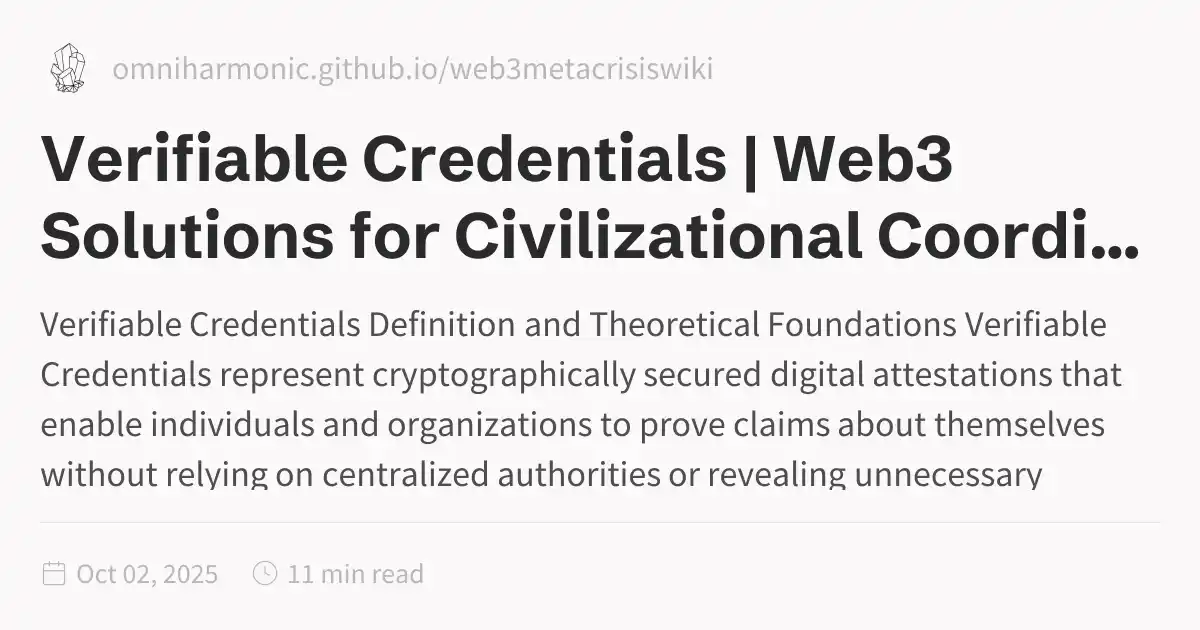 omniharmonic.github.io/web3metacrisiswiki
Verifiable Credentials | Web3
Solutions for Civilizational Coordi...
Verifiable Credentials Definition and Theoretical Foundations Verifiable
Credentials represent cryptographically secured digital attestations that
enable individuals and organizations to prove claims about themselves
without relying on centralized authorities or revealing unnecessary
Oct 02, 2025
11 min read